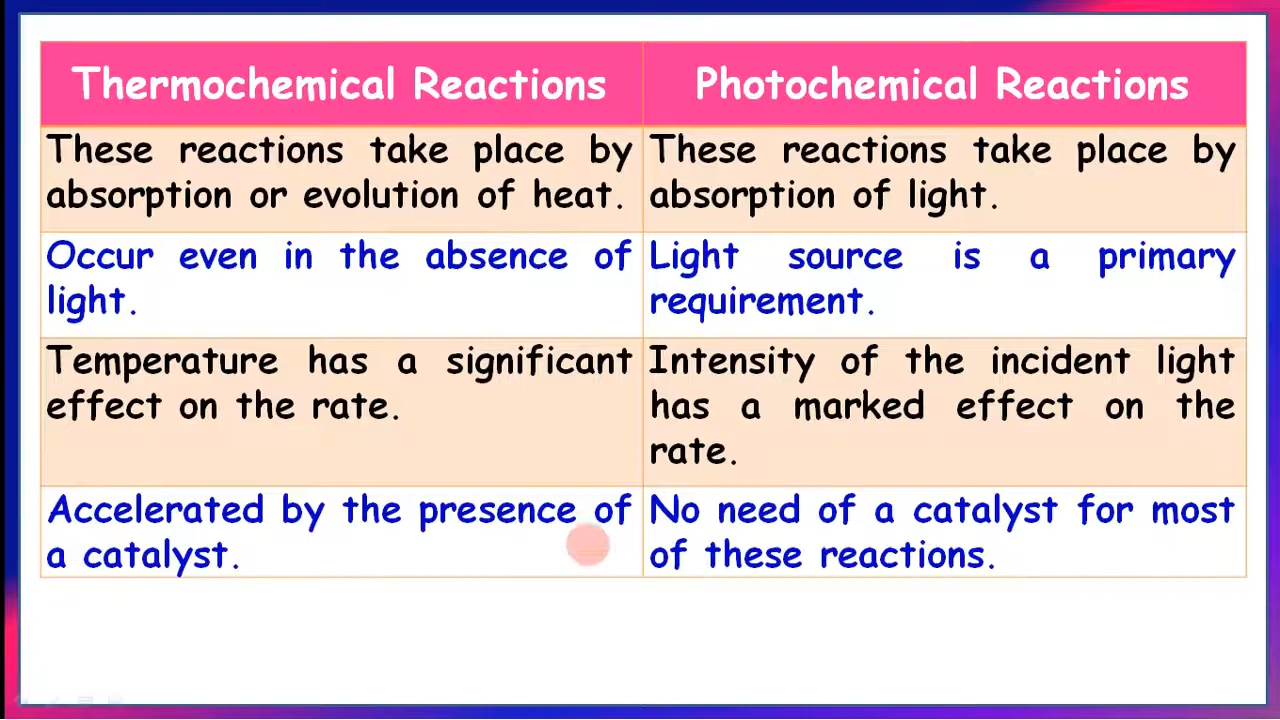 Thermochemical Reactions
Photochemical Reactions
These reactions take place by
absorption or evolution of heat.
These reactions take place by
absorption of light.
Occur even in the absence of
light.
Light source is a primary
requirement.
Temperature has a significant
effect on the rate.
Intensity of the incident light
has a marked effect on the
rate.
Accelerated by the presence of
a catalyst.
No need of a catalyst for most
of these reactions.